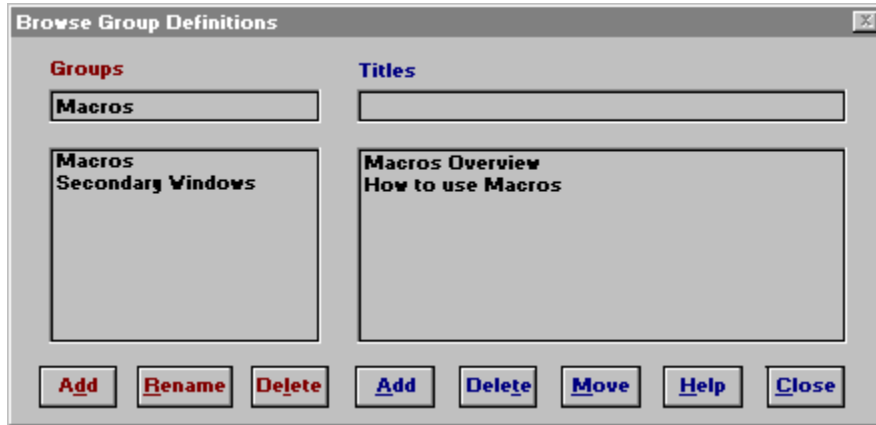 Browse Group Definitions
Groups
Titles
Macros
Macros
Secondary Windows
Macros Overview
How to use Macros
Add Rename Delete Add Delete Move Help Close